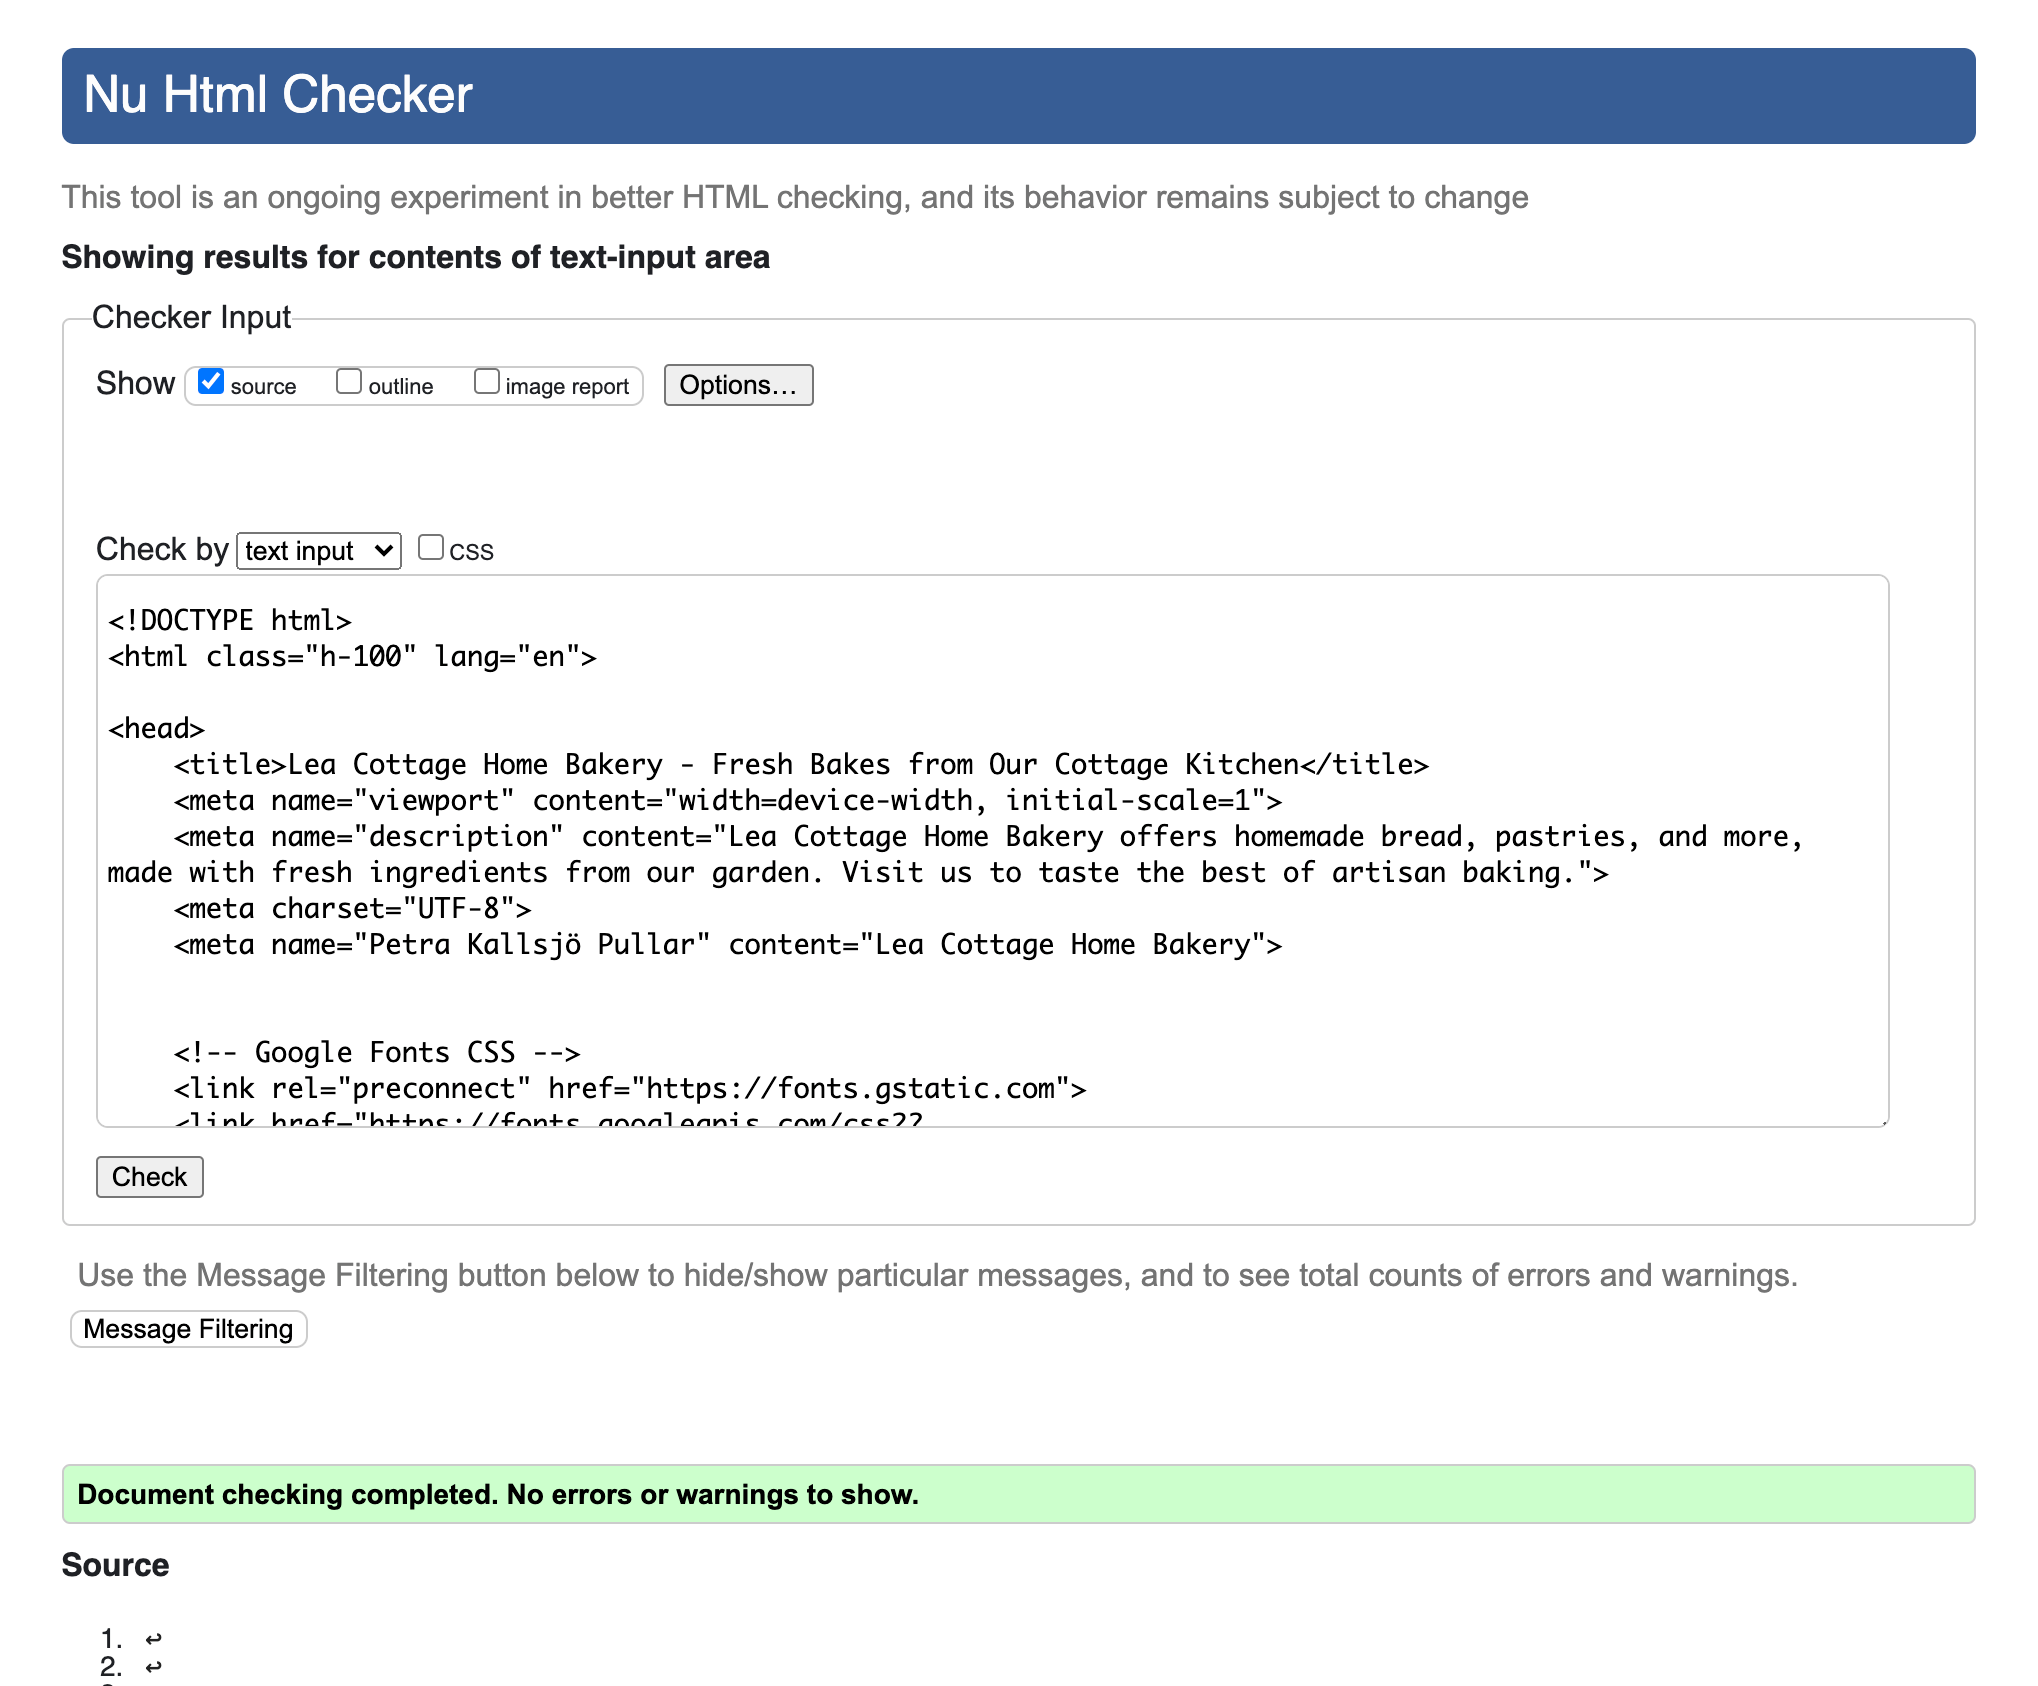 Nu Html Checker
This tool is an ongoing experiment in better HTML checking, and its behavior remains subject to change
Showing results for contents of text-input area
Checker Input
Show source outline image report Options...
Check by text input CSS
<!DOCTYPE html>
<html class="h-100" lang="en">
<head>
<title>Lea Cottage Home Bakery - Fresh Bakes from Our Cottage Kitchen</title>
<meta name="viewport" content="width=device-width, initial-scale=1">
<meta name="description" content="Lea Cottage Home Bakery offers homemade bread, pastries, and more,
made with fresh ingredients from our garden. Visit us to taste the best of artisan baking.">
<meta charset="UTF-8">
<meta name="Petra Kallsjö Pullar" content="Lea Cottage Home Bakery">
<!-- Google Fonts CSS -->
<link rel="preconnect" href="https://fonts.gstatic.com">
<link href="https://fonts.googleapis.com/css2?
Check
Use the Message Filtering button below to hide/show particular messages, and to see total counts of errors and warnings.
Message Filtering
Document checking completed. No errors or warnings to show.
Source
1. ↩
2. ↩